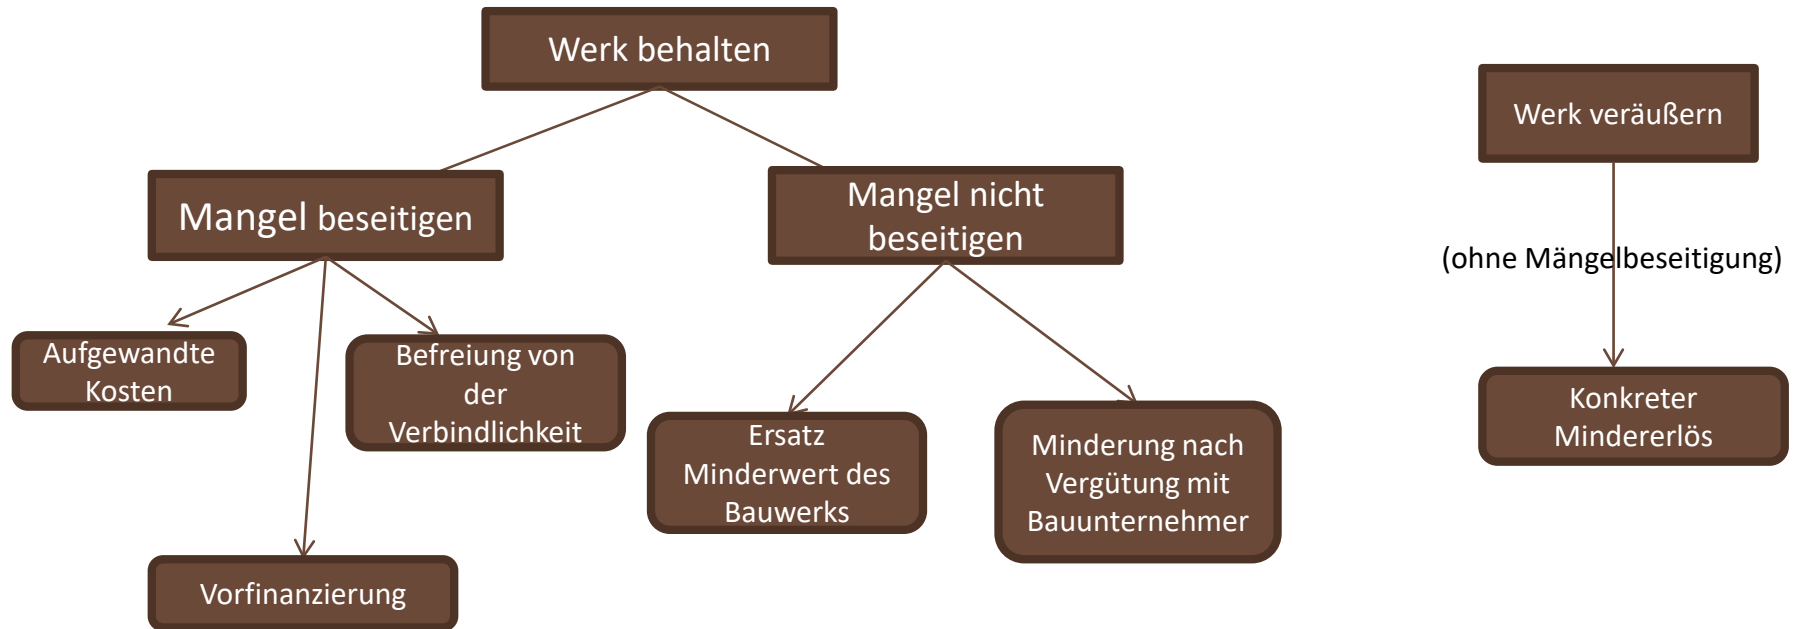 Werk behalten
Werk veräußern
Mangel beseitigen
Mangel nicht
beseitigen
(ohne Mängelbeseitigung)
Aufgewandte
Kosten
Befreiung von
der
Verbindlichkeit
Ersatz
Minderwert des
Bauwerks
Minderung nach
Vergütung mit
Bauunternehmer
Konkreter
Mindererlös
Vorfinanzierung